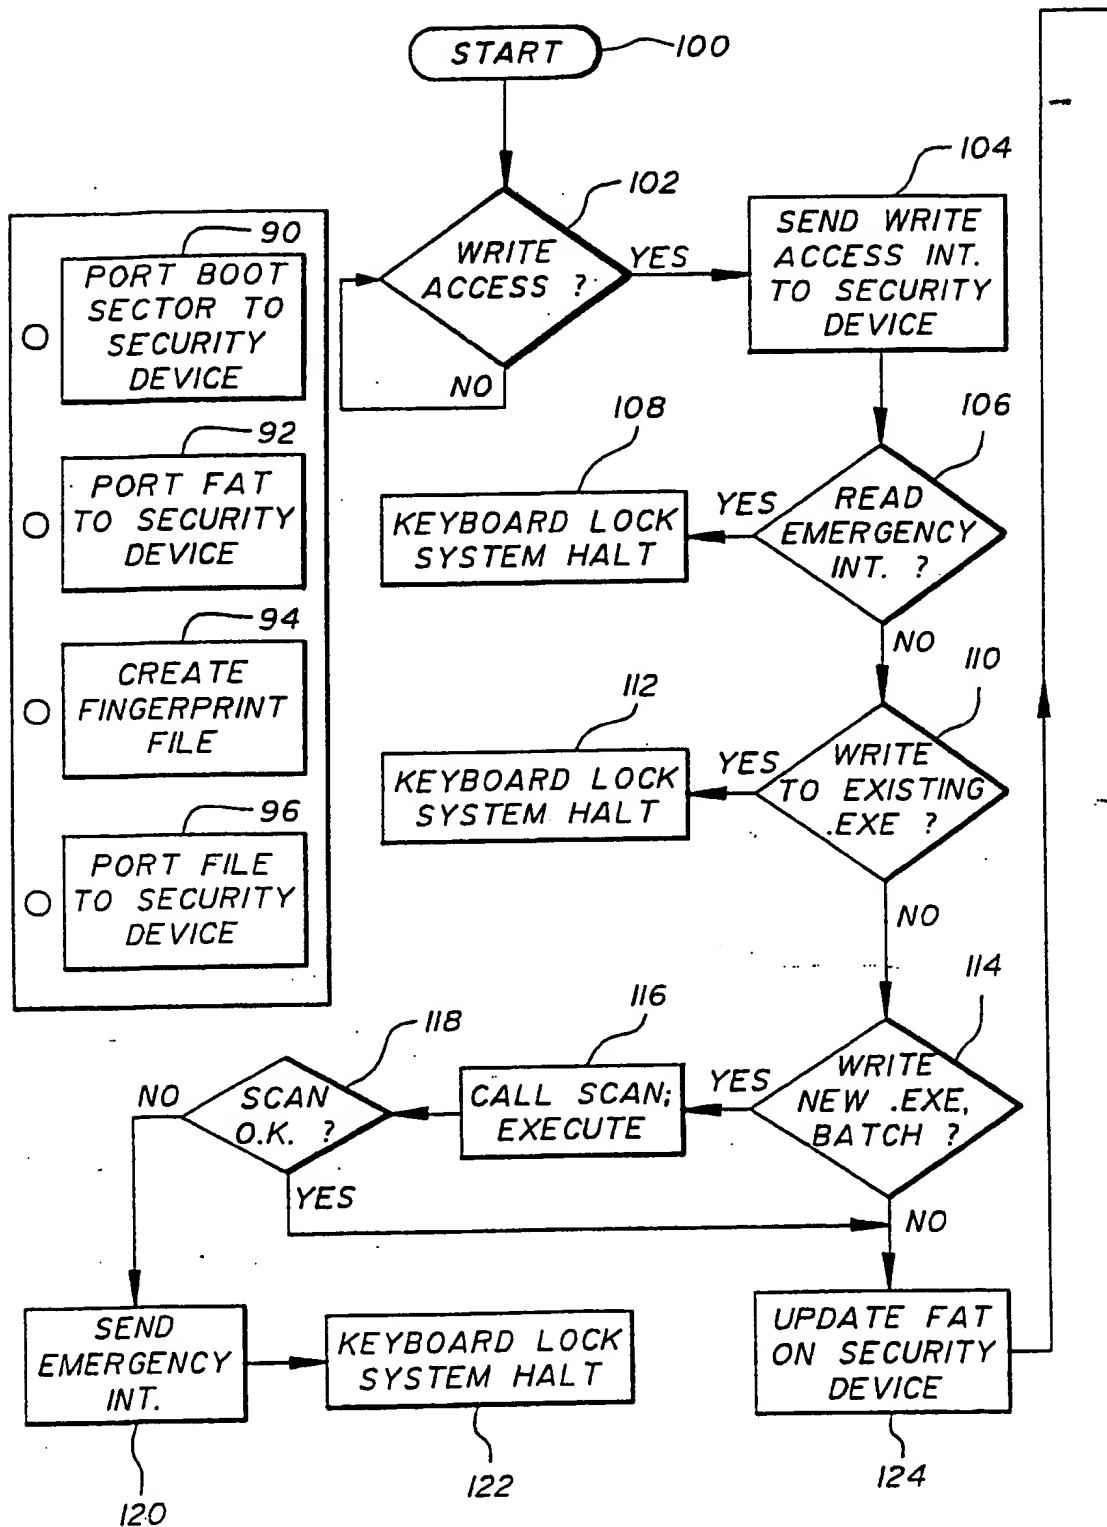 START
100
102
104
WRITE
ACCESS ?
YES
NO
SEND WRITE
ACCESS INT.
TO SECURITY
DEVICE
90
PORT BOOT
SECTOR TO
SECURITY
DEVICE
92
PORT FAT
TO SECURITY
DEVICE
94
CREATE
FINGERPRINT
FILE
96
PORT FILE
TO SECURITY
DEVICE
106
READ
EMERGENCY
INT. ?
YES
NO
108
KEYBOARD LOCK
SYSTEM HALT
110
WRITE
TO EXISTING
.EXE ?
YES
NO
112
KEYBOARD LOCK
SYSTEM HALT
114
WRITE
NEW .EXE,
BATCH ?
YES
NO
116
CALL SCAN;
EXECUTE
118
SCAN
O.K. ?
NO
YES
SEND
EMERGENCY
INT.
120
KEYBOARD LOCK
SYSTEM HALT
122
UPDATE FAT
ON SECURITY
DEVICE
124